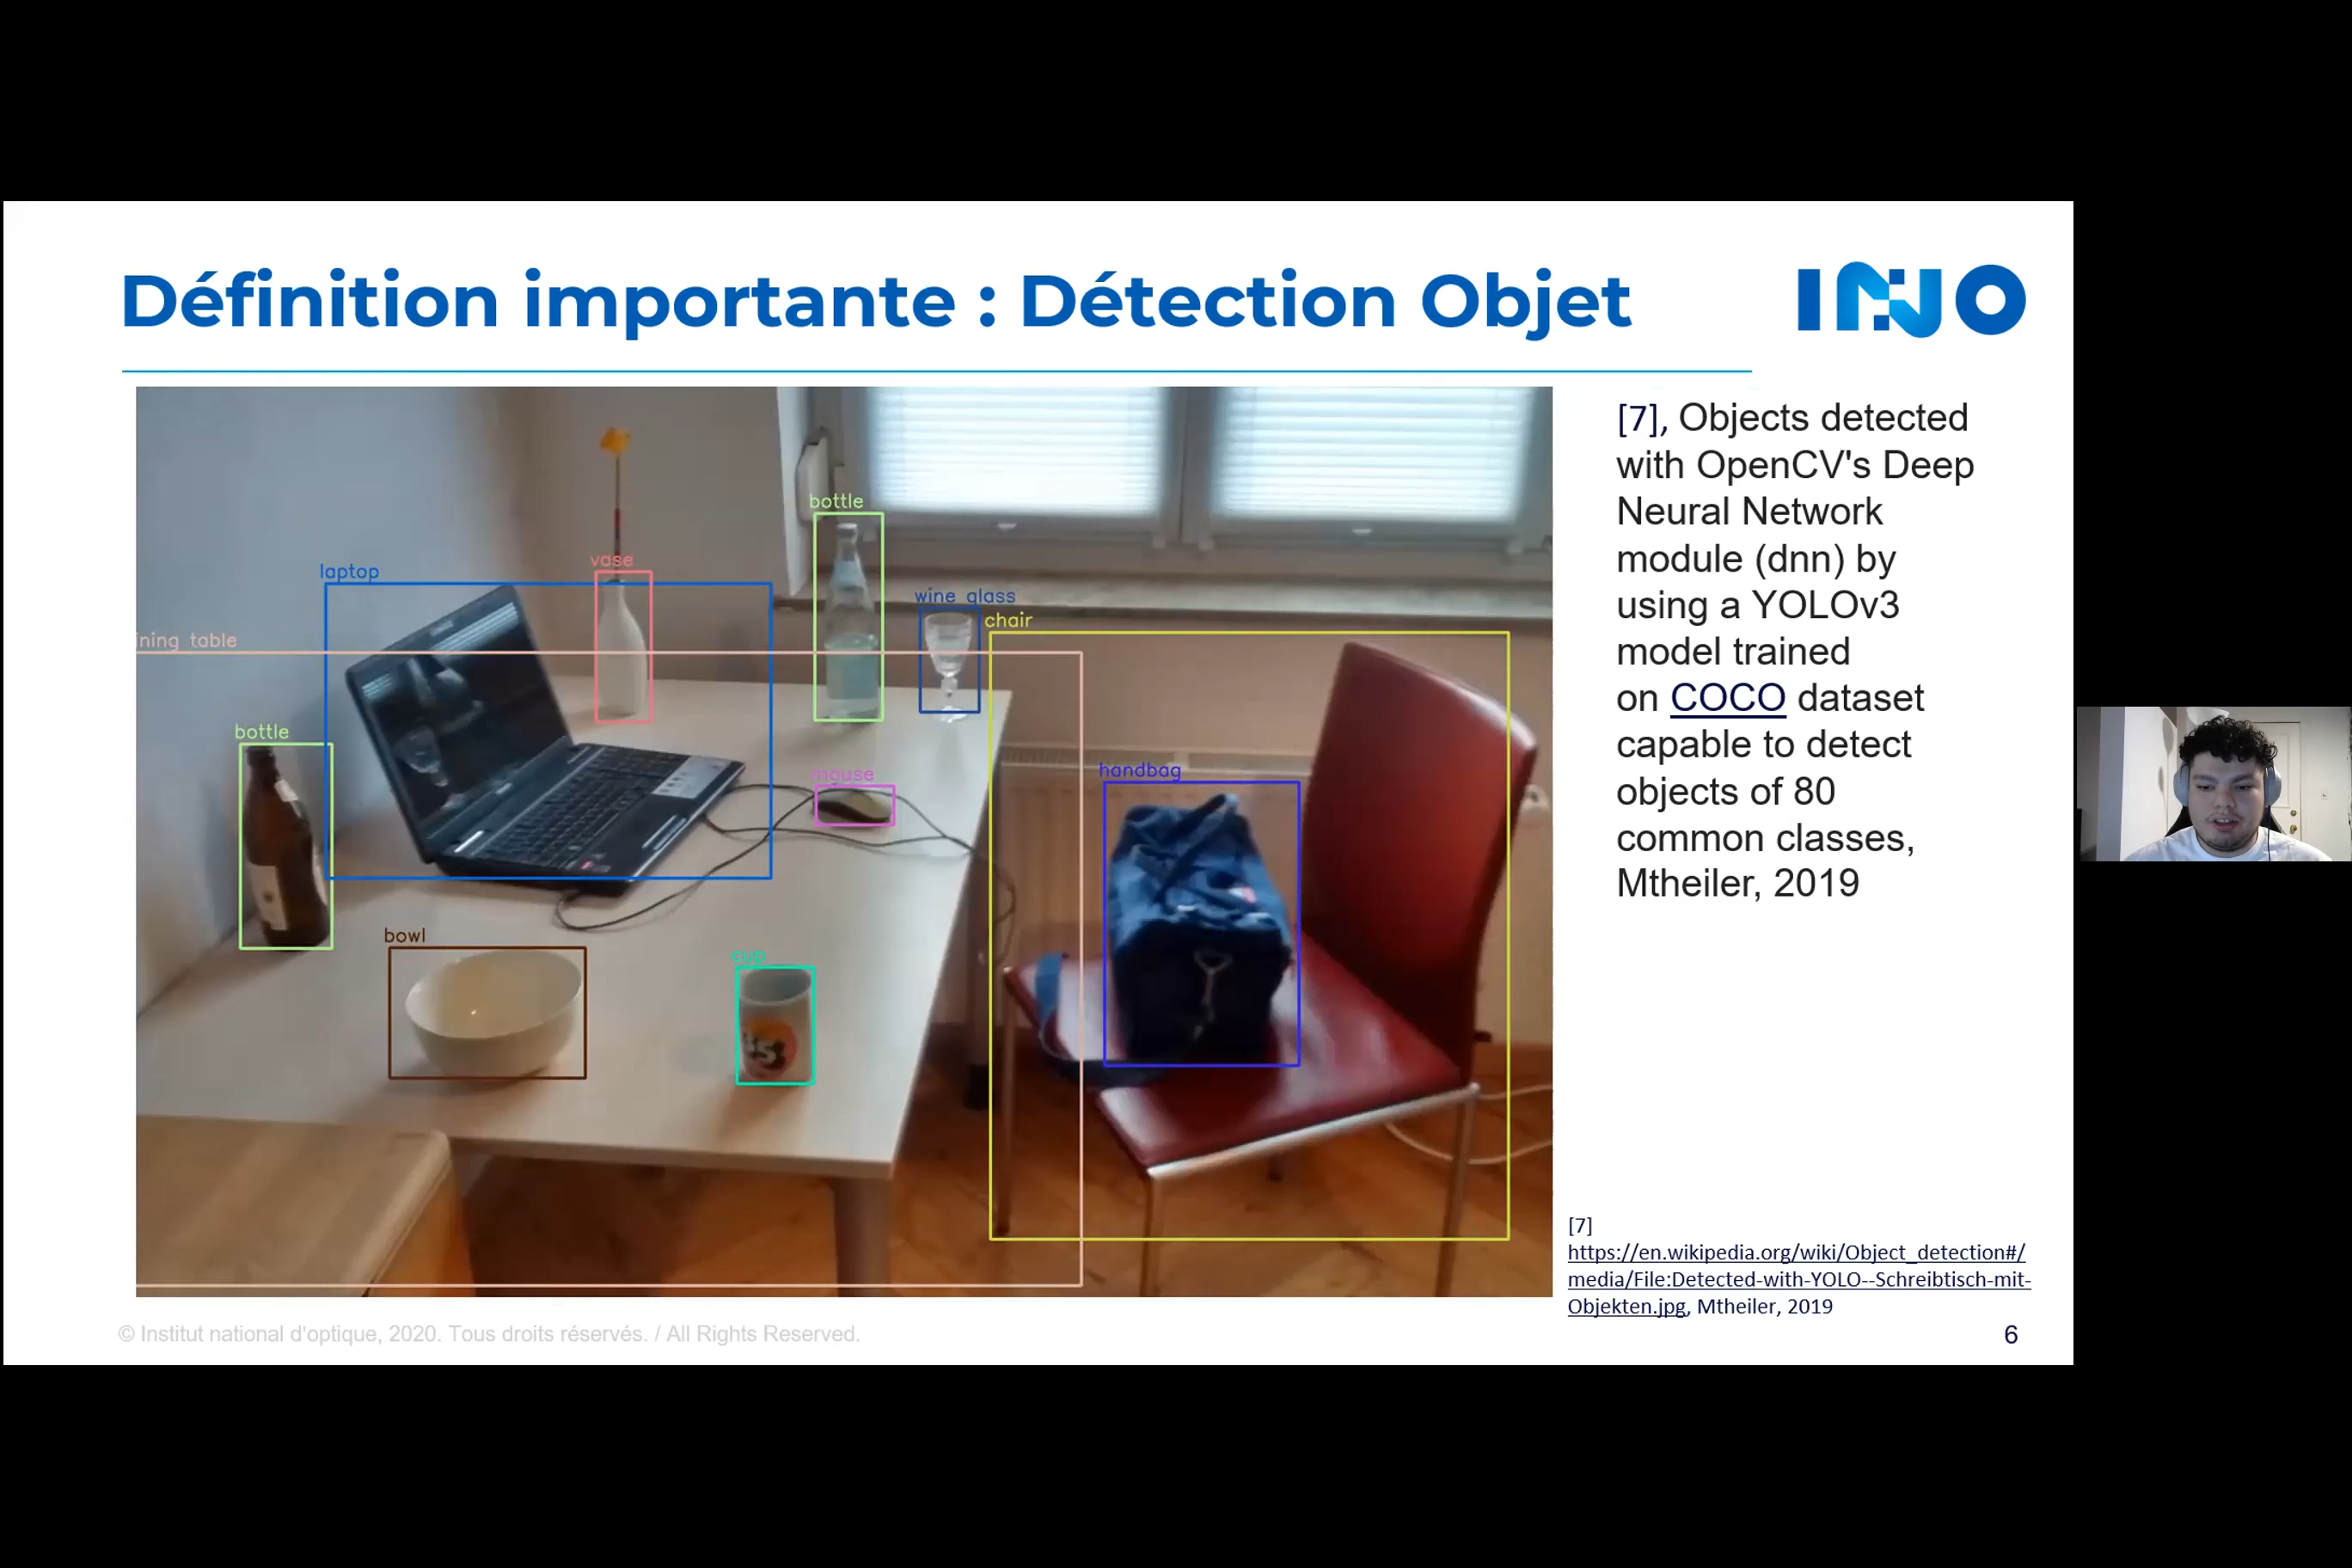 Définition importante : Détection Objet
INO
bottle
vase
laptop
wine glass
chair
ining table
bottle
mouse
handbag
bowl
cup
[7], Objects detected
with OpenCV's Deep
Neural Network
module (dnn) by
using a YOLOv3
model trained
on COCO dataset
capable to detect
objects of 80
common classes,
Mtheiler, 2019
[7]
https://en.wikipedia.org/wiki/Object_detection#/
media/File:Detected-with-YOLO--Schreibtisch-mit-
Objekten.jpg, Mtheiler, 2019
© Institut national d'optique, 2020. Tous droits réservés. / All Rights Reserved.
6